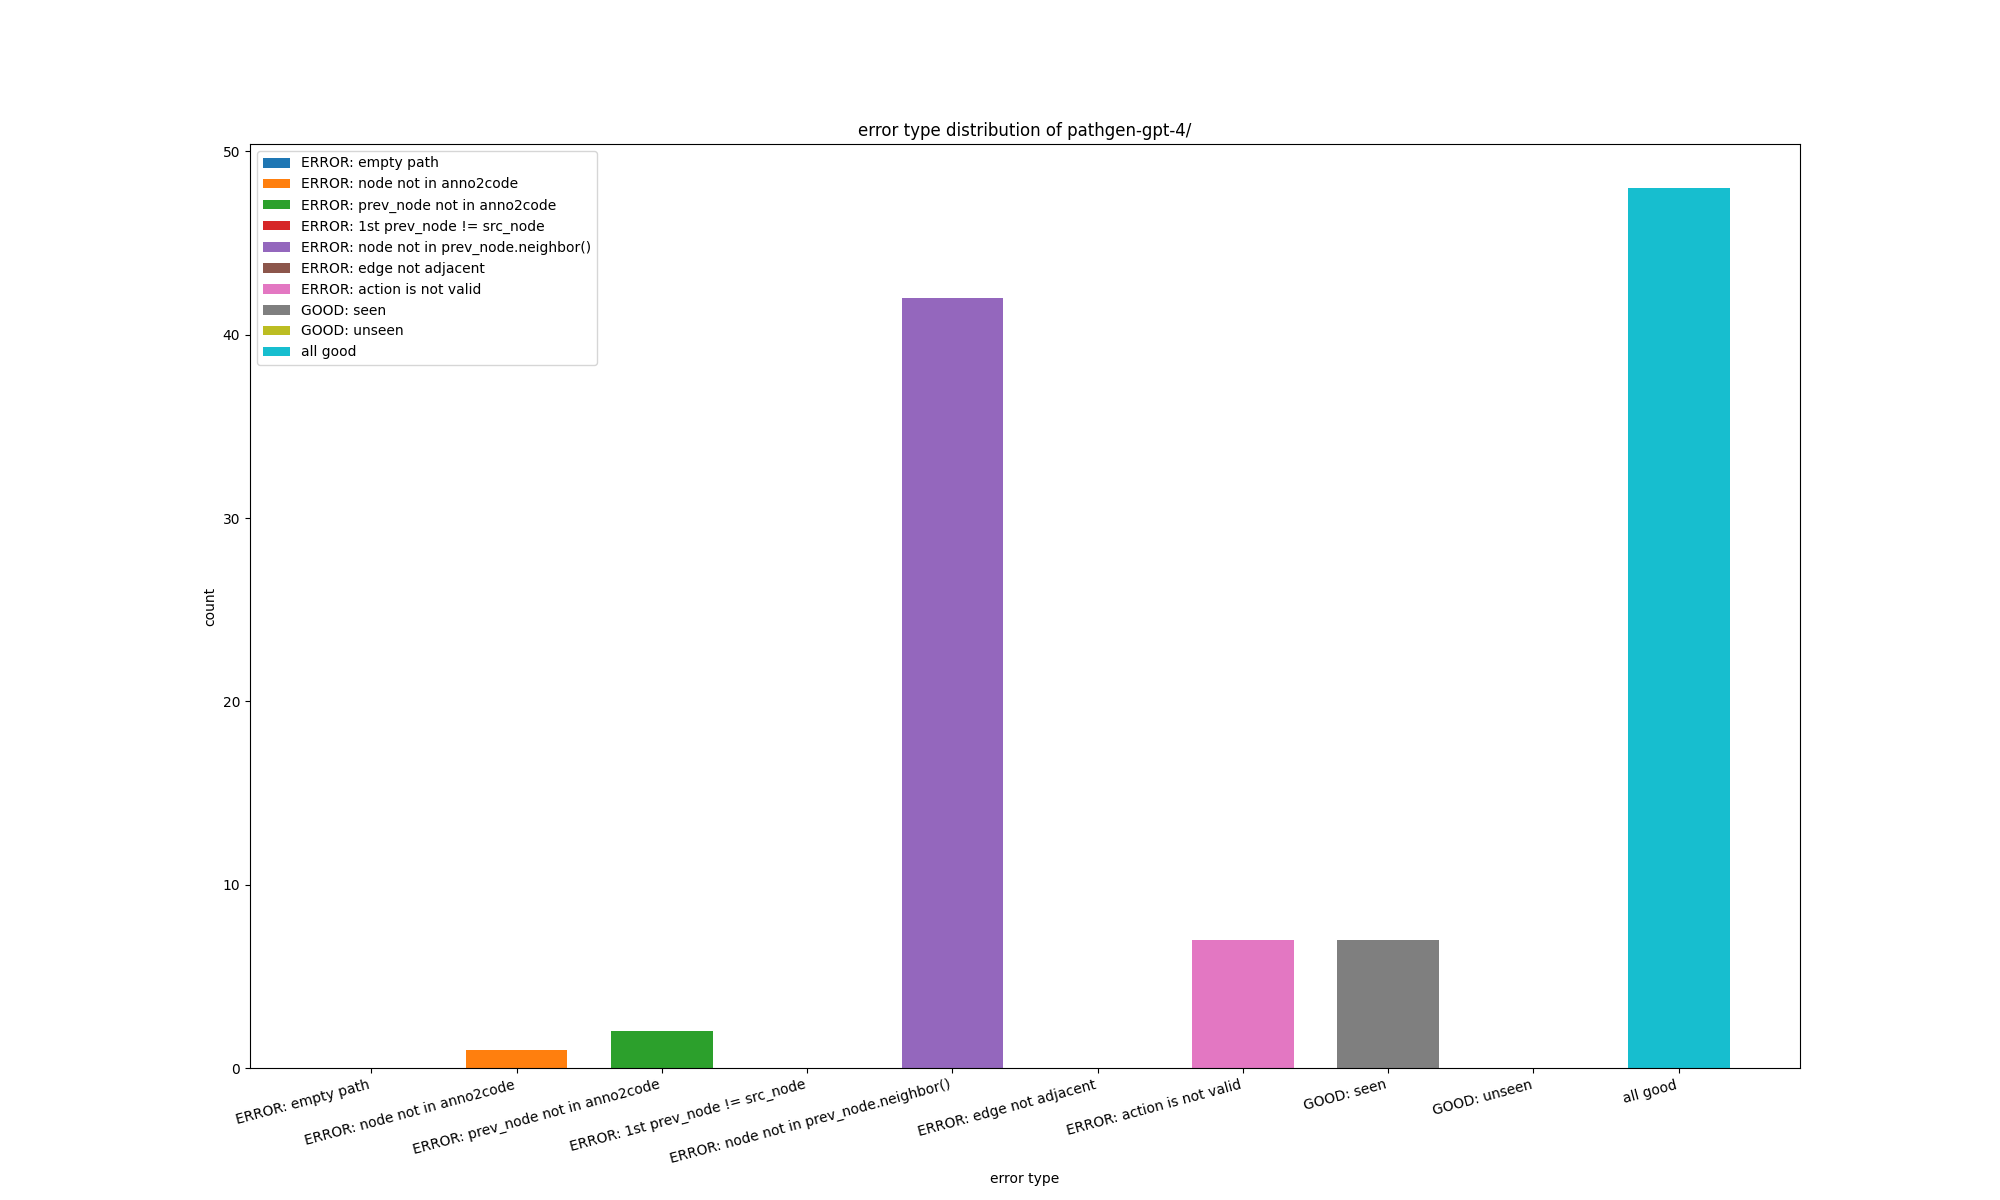 error type distribution of pathgen-gpt-4/
50
40
30
20
10
0
count
ERROR: empty path
ERROR: node not in anno2code
ERROR: prev_node not in anno2code
ERROR: 1st prev_node != src_node
ERROR: node not in prev_node.neighbor()
ERROR: edge not adjacent
ERROR: action is not valid
GOOD: seen
GOOD: unseen
all good
ERROR: empty path
ERROR: node not in anno2code
ERROR: prev_node not in anno2code
ERROR: 1st prev_node != src_node
ERROR: node not in prev_node.neighbor()
ERROR: edge not adjacent
ERROR: action is not valid
GOOD: seen
GOOD: unseen
all good
error type